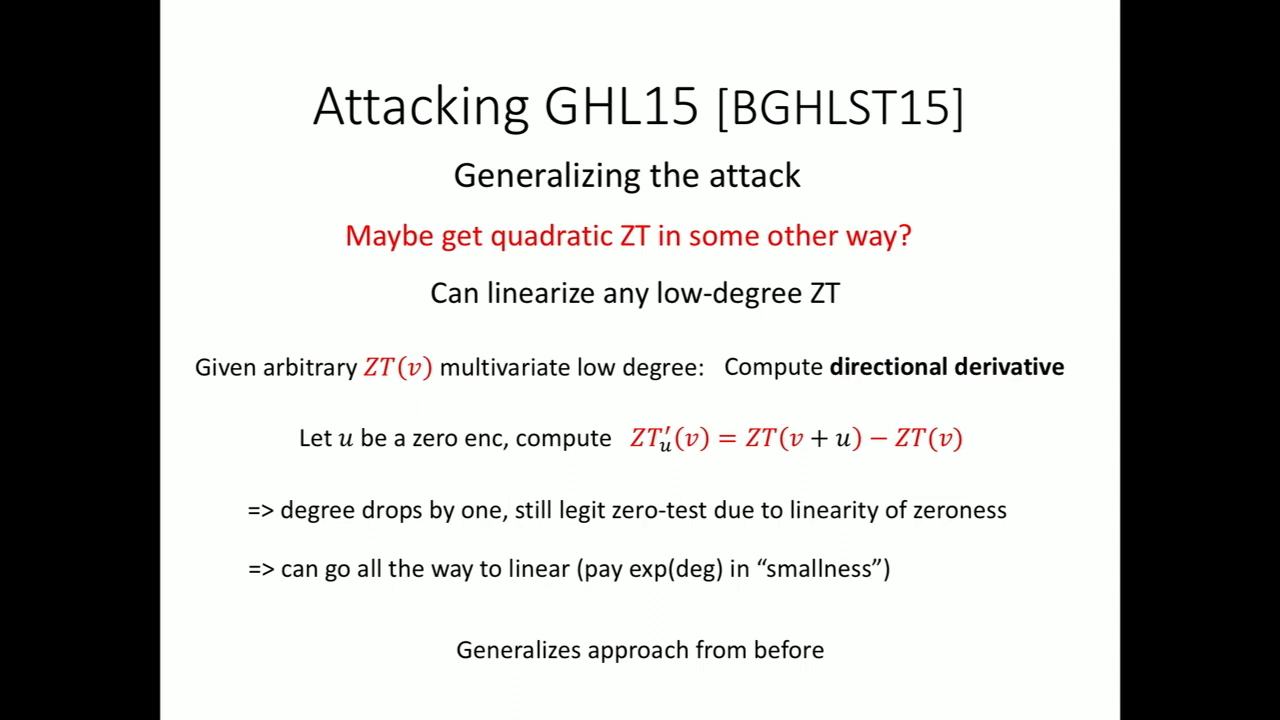 Attacking GHL15 [BGHLST15]
Generalizing the attack
Maybe get quadratic ZT in some other way?
Can linearize any low-degree ZT
Given arbitrary 𝑍𝑇(𝑣) multivariate low degree: Compute directional derivative
Let 𝑢 be a zero enc, compute 𝑍𝑇′ᵤ(𝑣) = 𝑍𝑇(𝑣 + 𝑢) − 𝑍𝑇(𝑣)
=> degree drops by one, still legit zero-test due to linearity of zeroness
=> can go all the way to linear (pay exp(deg) in “smallness”)
Generalizes approach from before